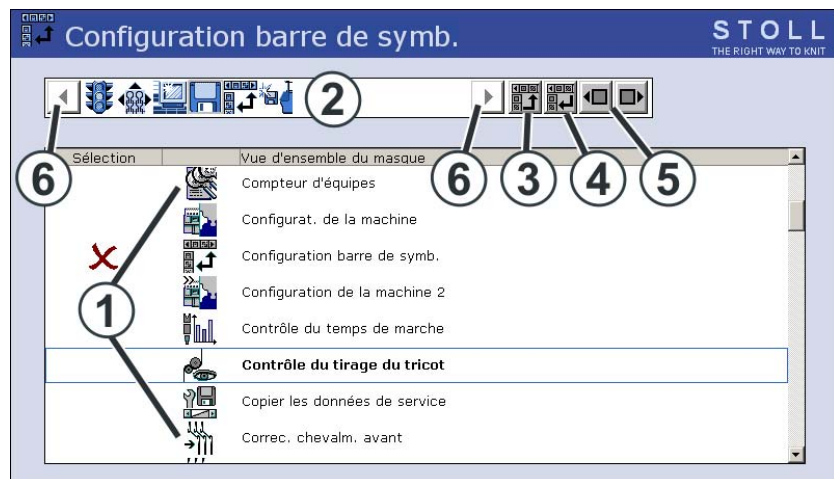 Configuration barre de symb.
STOLL
THE RIGHT WAY TO KNIT
2
6
6
3
4
5
Sélection
Vue d'ensemble du masque
Compteur d'équipes
Configurat. de la machine
Configuration barre de symb.
Configuration de la machine 2
1
Contrôle du temps de marche
Contrôle du tirage du tricot
Copier les données de service
Correc. chevalm. avant